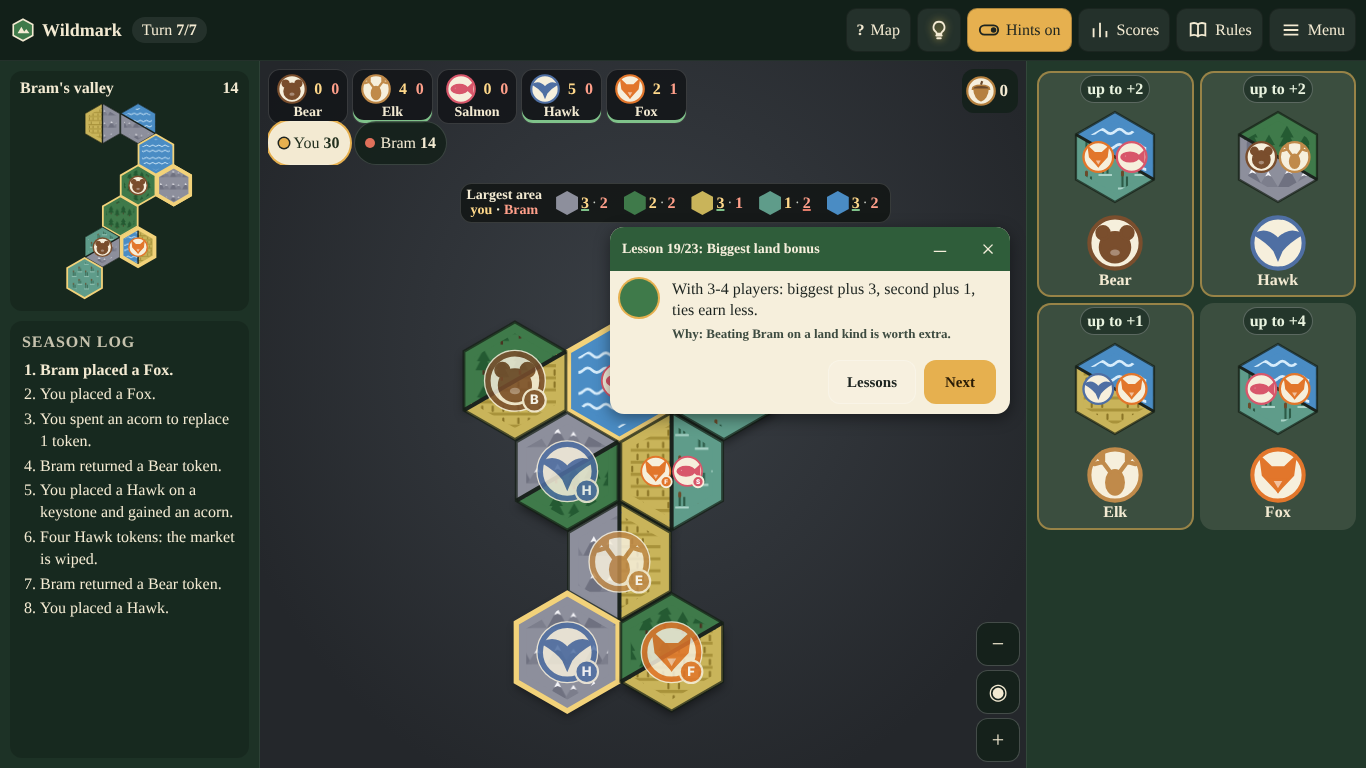 Wildmark
Turn 7/7
? Map
Hints on
Scores
Rules
Menu
Bram's valley 14
SEASON LOG
1. Bram placed a Fox.
2. You placed a Fox.
3. You spent an acorn to replace
1 token.
4. Bram returned a Bear token.
5. You placed a Hawk on a
keystone and gained an acorn.
6. Four Hawk tokens: the market
is wiped.
7. Bram returned a Bear token.
8. You placed a Hawk.
0 0
Bear
4 0
Elk
0 0
Salmon
5 0
Hawk
2 1
Fox
0
You 30
Bram 14
Largest area
you · Bram
3 · 2
2 · 2
3 · 1
1 · 2
3 · 2
Lesson 19/23: Biggest land bonus
With 3-4 players: biggest plus 3, second plus 1,
ties earn less.
Why: Beating Bram on a land kind is worth extra.
Lessons
Next
B
H
F
S
E
H
F
up to +2
Bear
up to +2
Hawk
up to +1
Elk
up to +4
Fox